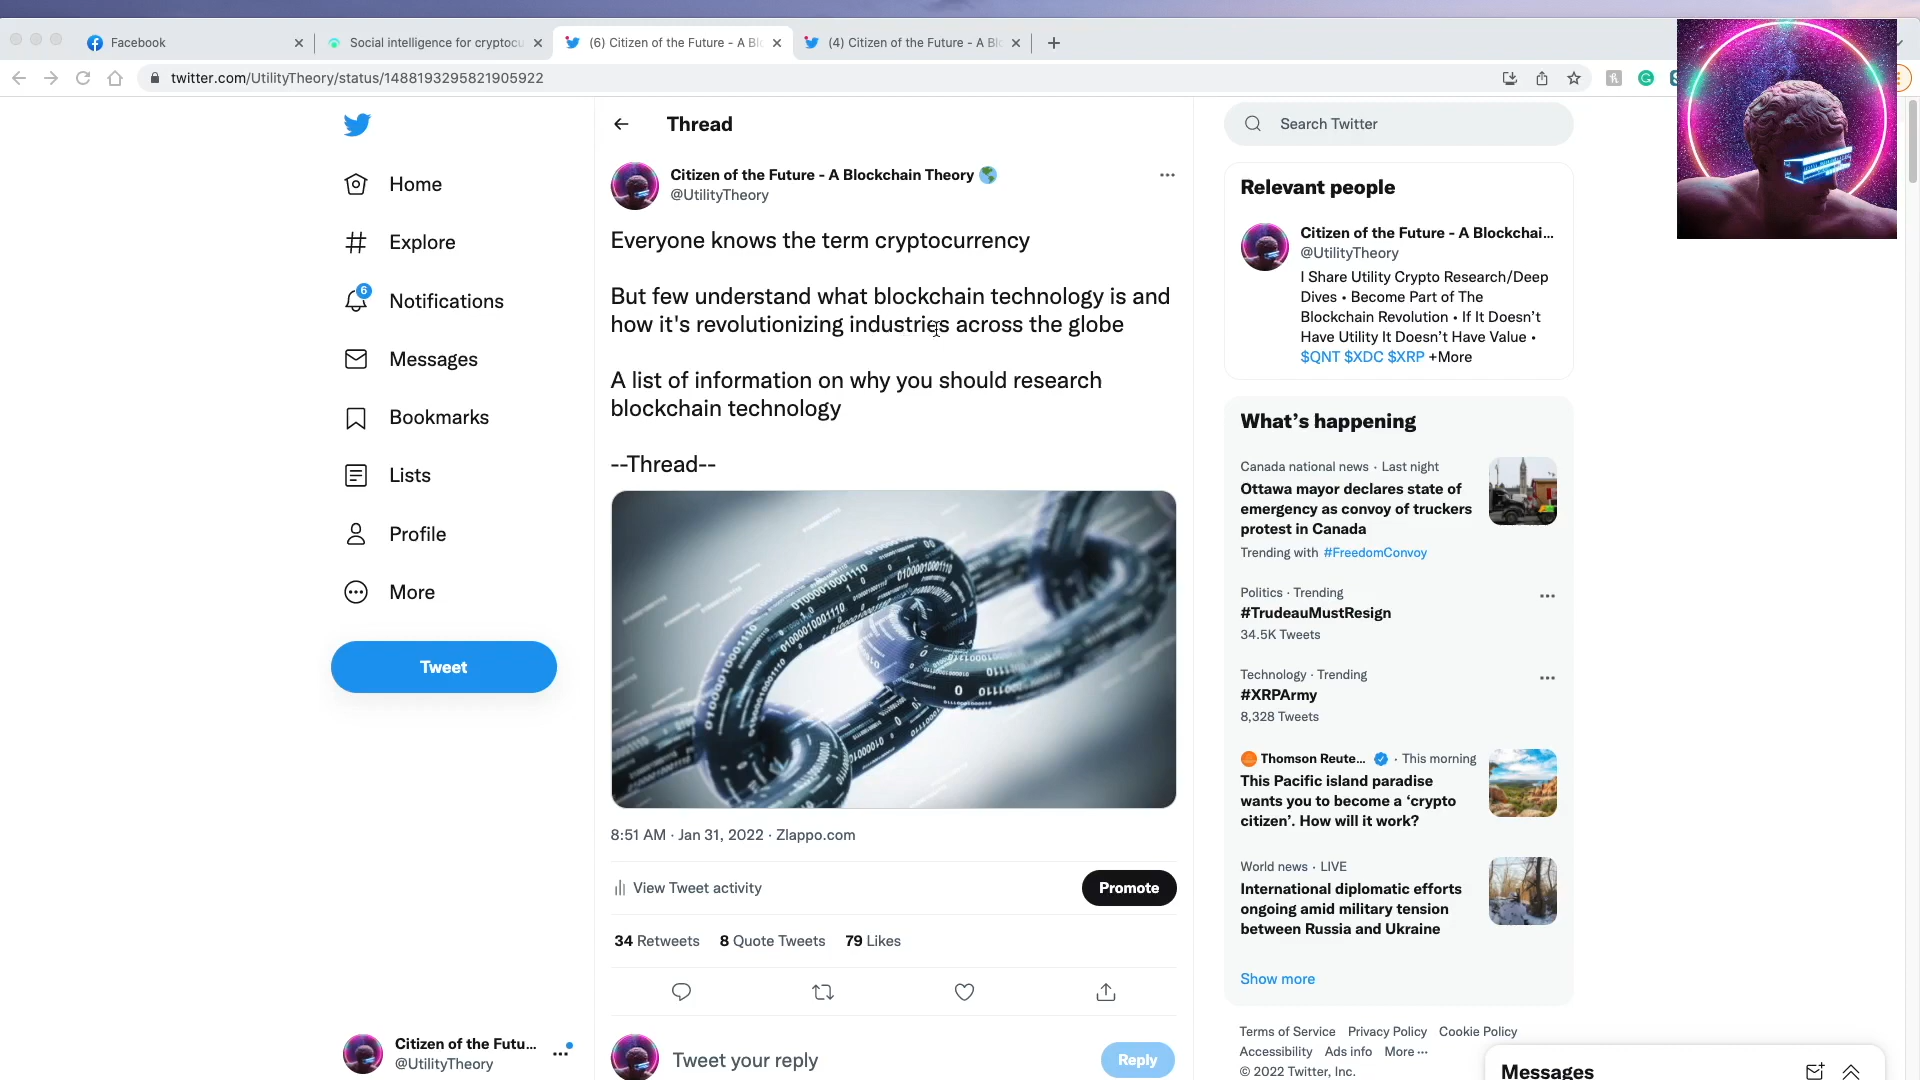 Facebook
Social intelligence for cryptocu
(6) Citizen of the Future - A Bl
(4) Citizen of the Future - A Bl
twitter.com/UtilityTheory/status/1488193295821905922
Home
Explore
6
Notifications
Messages
Bookmarks
Lists
Profile
More
Tweet
Citizen of the Futu...
@UtilityTheory
Thread
Citizen of the Future - A Blockchain Theory
@UtilityTheory
Everyone knows the term cryptocurrency
But few understand what blockchain technology is and
how it's revolutionizing industries across the globe
A list of information on why you should research
blockchain technology
--Thread--
8:51 AM · Jan 31, 2022 · Zlappo.com
View Tweet activity
Promote
34 Retweets 8 Quote Tweets 79 Likes
Tweet your reply
Reply
Search Twitter
Relevant people
Citizen of the Future - A Blockchai...
@UtilityTheory
I Share Utility Crypto Research/Deep
Dives • Become Part of The
Blockchain Revolution • If It Doesn’t
Have Utility It Doesn’t Have Value •
$QNT $XDC $XRP +More
What’s happening
Canada national news · Last night
Ottawa mayor declares state of
emergency as convoy of truckers
protest in Canada
Trending with #FreedomConvoy
Politics · Trending
#TrudeauMustResign
34.5K Tweets
Technology · Trending
#XRPArmy
8,328 Tweets
Thomson Reute... · This morning
This Pacific island paradise
wants you to become a ‘crypto
citizen’. How will it work?
World news · LIVE
International diplomatic efforts
ongoing amid military tension
between Russia and Ukraine
Show more
Terms of Service Privacy Policy Cookie Policy
Accessibility Ads info More ···
© 2022 Twitter, Inc.
Messages